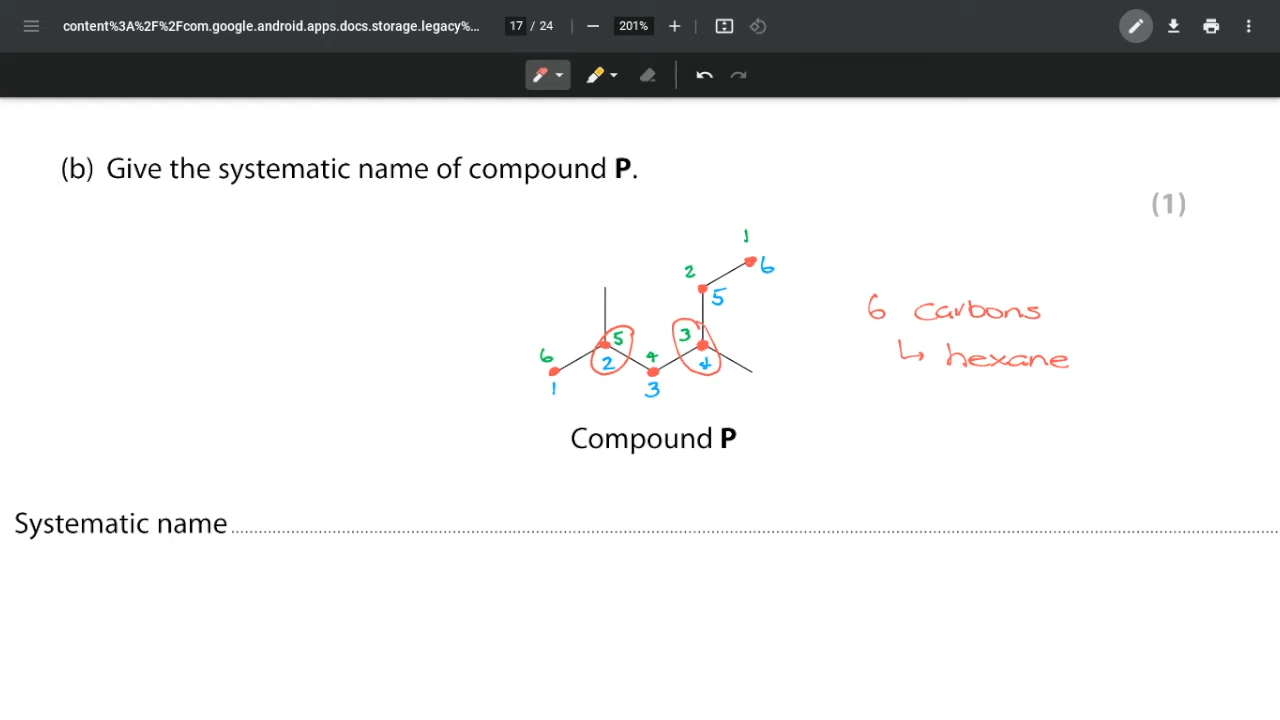 content%3A%2F%2Fcom.google.android.apps.docs.storage.legacy%... 17 / 24 201%
(b) Give the systematic name of compound P.
(1)
1
2 6
5
6 carbons
5 3
6 4
2 4
↳ hexane
1 3
Compound P
Systematic name